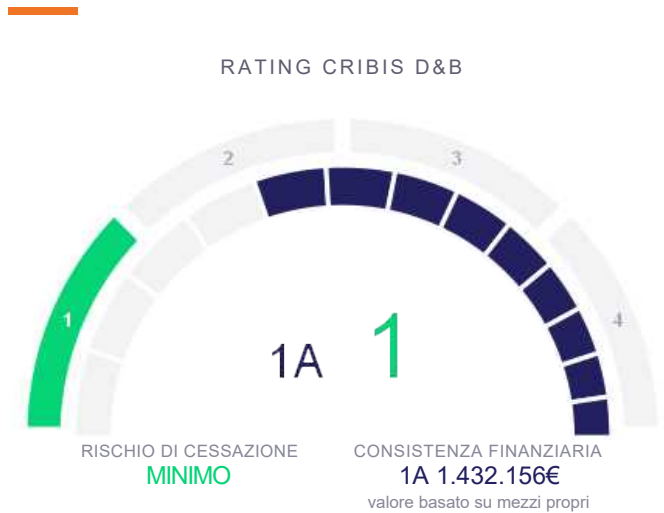 RATING CRIBIS D&B
2
3
1
4
1A 1
RISCHIO DI CESSAZIONE
MINIMO
CONSISTENZA FINANZIARIA
1A 1.432.156€
valore basato su mezzi propri